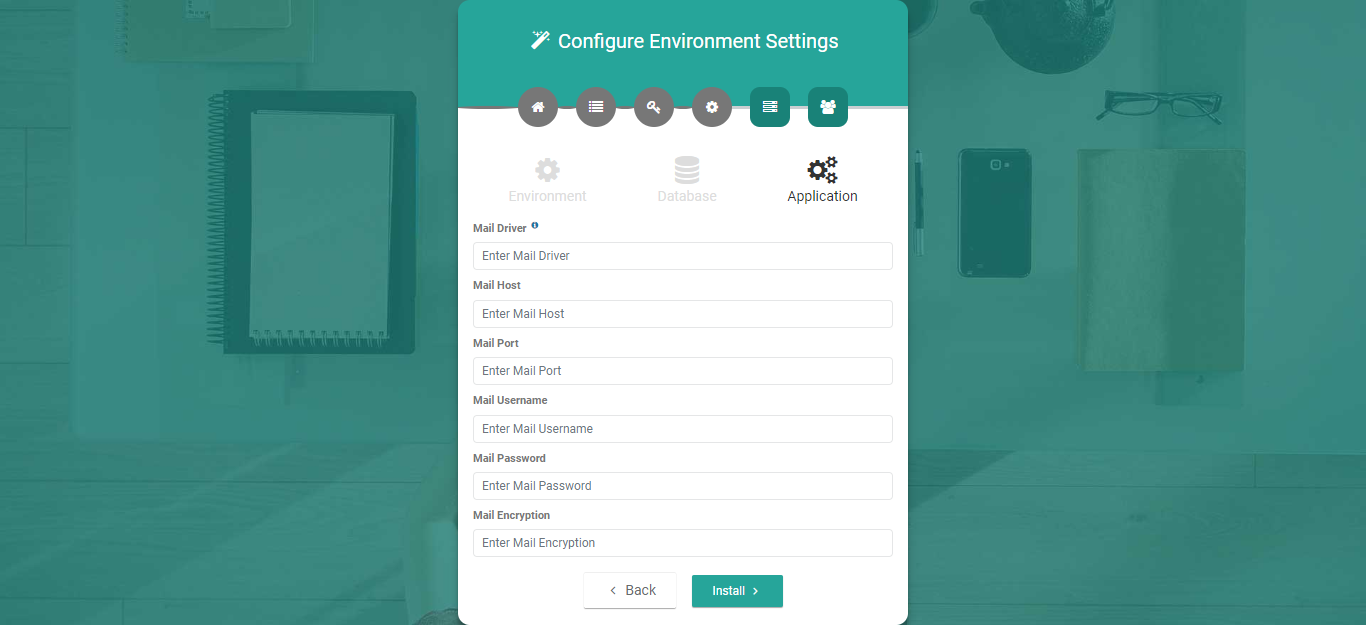 Configure Environment Settings
Environment
Database
Application
Mail Driver
Enter Mail Driver
Mail Host
Enter Mail Host
Mail Port
Enter Mail Port
Mail Username
Enter Mail Username
Mail Password
Enter Mail Password
Mail Encryption
Enter Mail Encryption
Back
Install